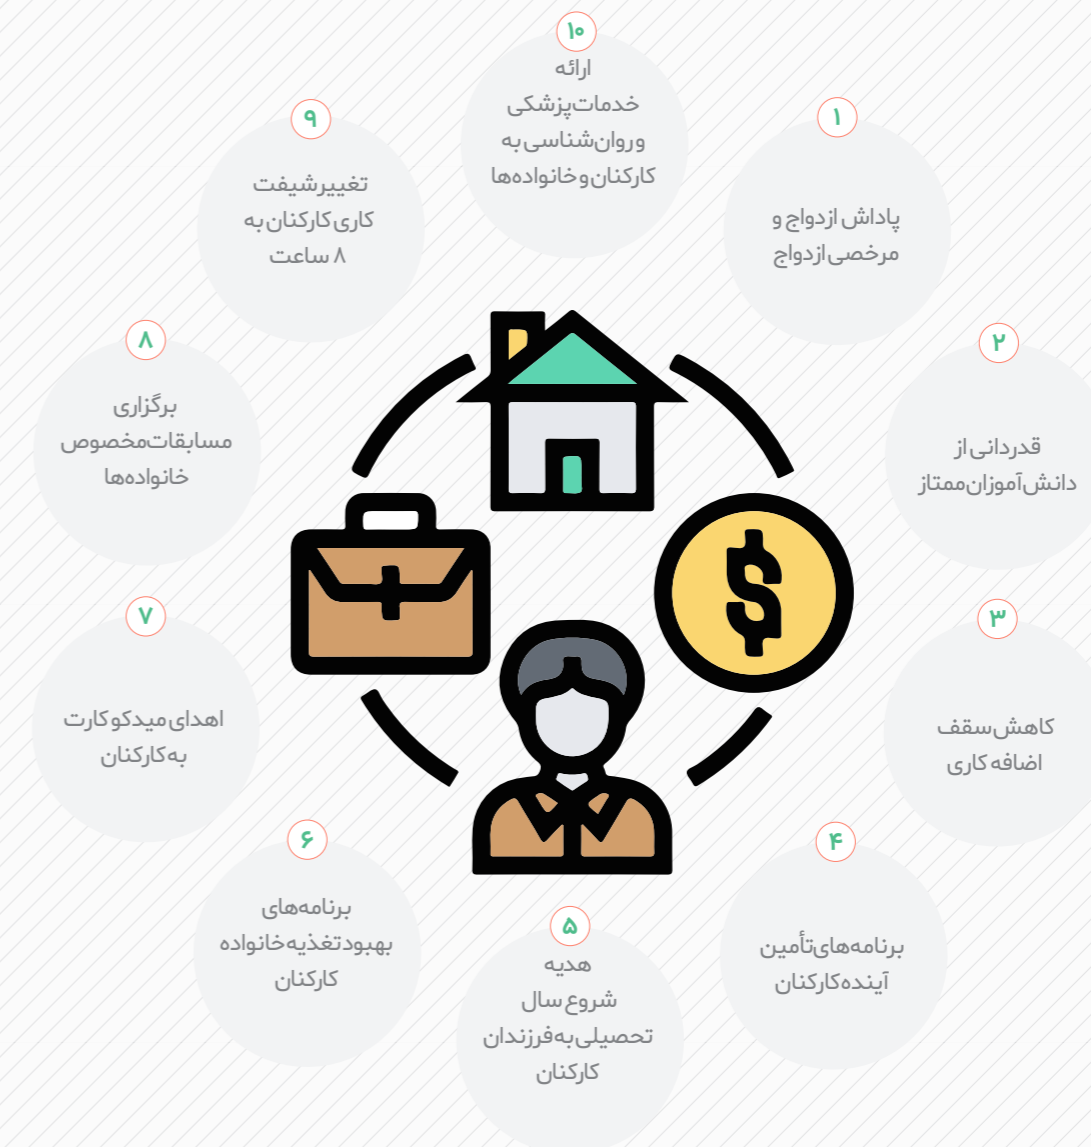 ۱
پاداش ازدواج و
مرخصی ازدواج
۲
قدردانی از
دانش‌آموزان ممتاز
۳
کاهش سقف
اضافه کاری
۴
برنامه‌های تأمین
آینده کارکنان
۵
هدیه
شروع سال
تحصیلی به فرزندان
کارکنان
۶
برنامه‌های
بهبود تغذیه خانواده
کارکنان
۷
اهدای میدکو کارت
به کارکنان
۸
برگزاری
مسابقات مخصوص
خانواده‌ها
۹
تغییر شیفت
کاری کارکنان به
۸ ساعت
۱۰
ارائه
خدمات پزشکی
و روان‌شناسی به
کارکنان و خانواده‌ها
$